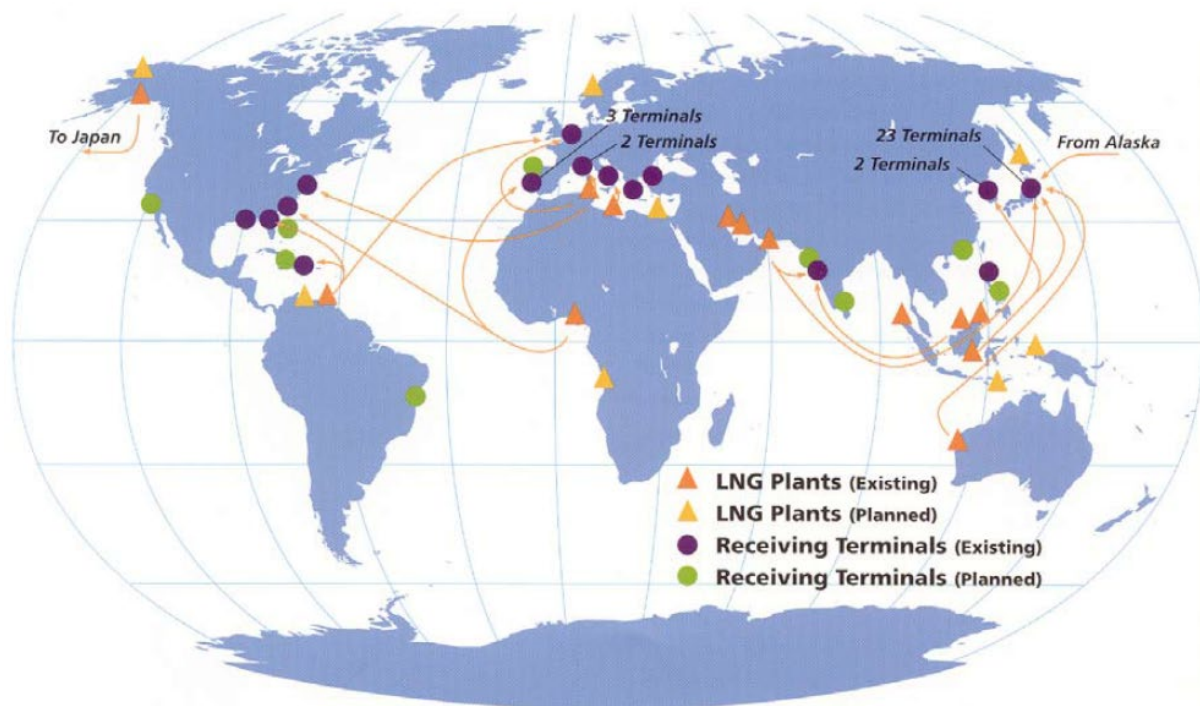 3 Terminals
2 Terminals
23 Terminals
2 Terminals
From Alaska
To Japan
LNG Plants (Existing)
LNG Plants (Planned)
Receiving Terminals (Existing)
Receiving Terminals (Planned)